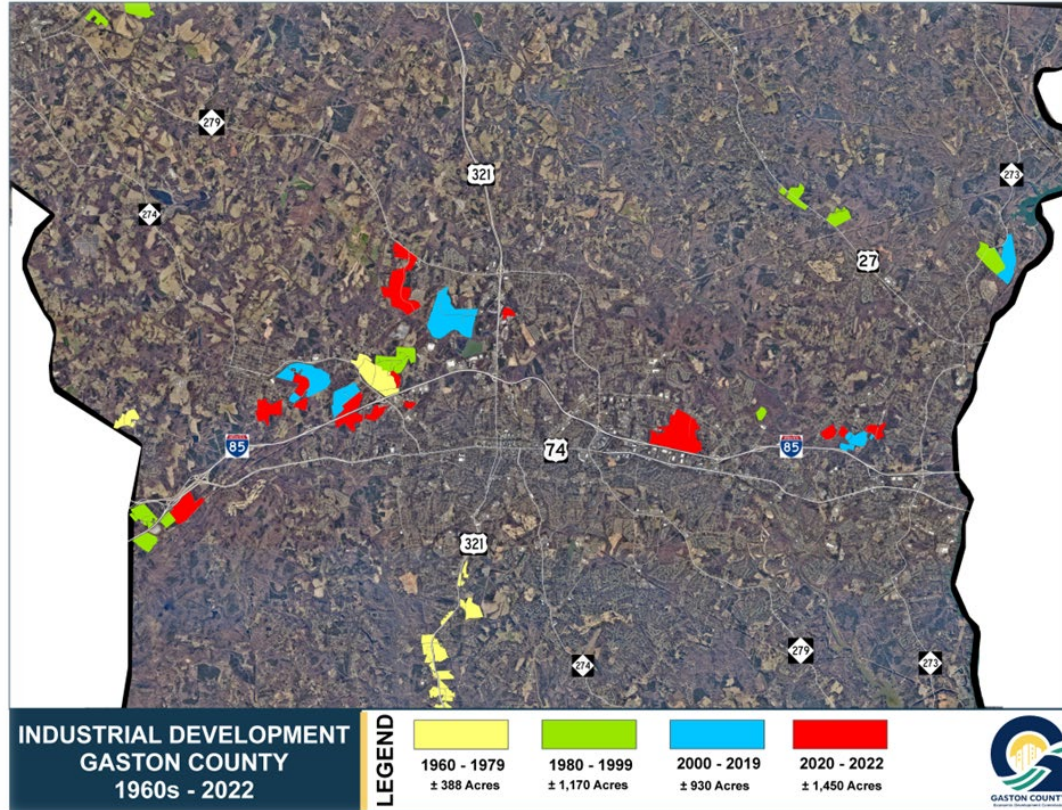 279
321
273
274
27
85
74
85
321
274
279
273
INDUSTRIAL DEVELOPMENT
GASTON COUNTY
1960s - 2022
LEGEND
1960 - 1979
± 388 Acres
1980 - 1999
± 1,170 Acres
2000 - 2019
± 930 Acres
2020 - 2022
± 1,450 Acres
GASTON COUNTY